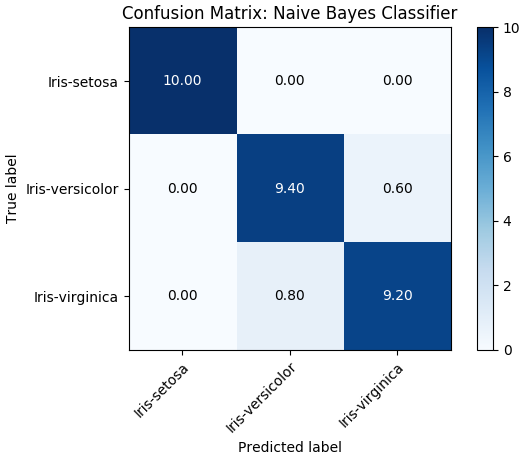 Confusion Matrix: Naive Bayes Classifier
True label
Iris-setosa
10.00 0.00 0.00
Iris-versicolor
0.00 9.40 0.60
Iris-virginica
0.00 0.80 9.20
Iris-setosa
Iris-versicolor
Iris-virginica
Predicted label
10
8
6
4
2
0